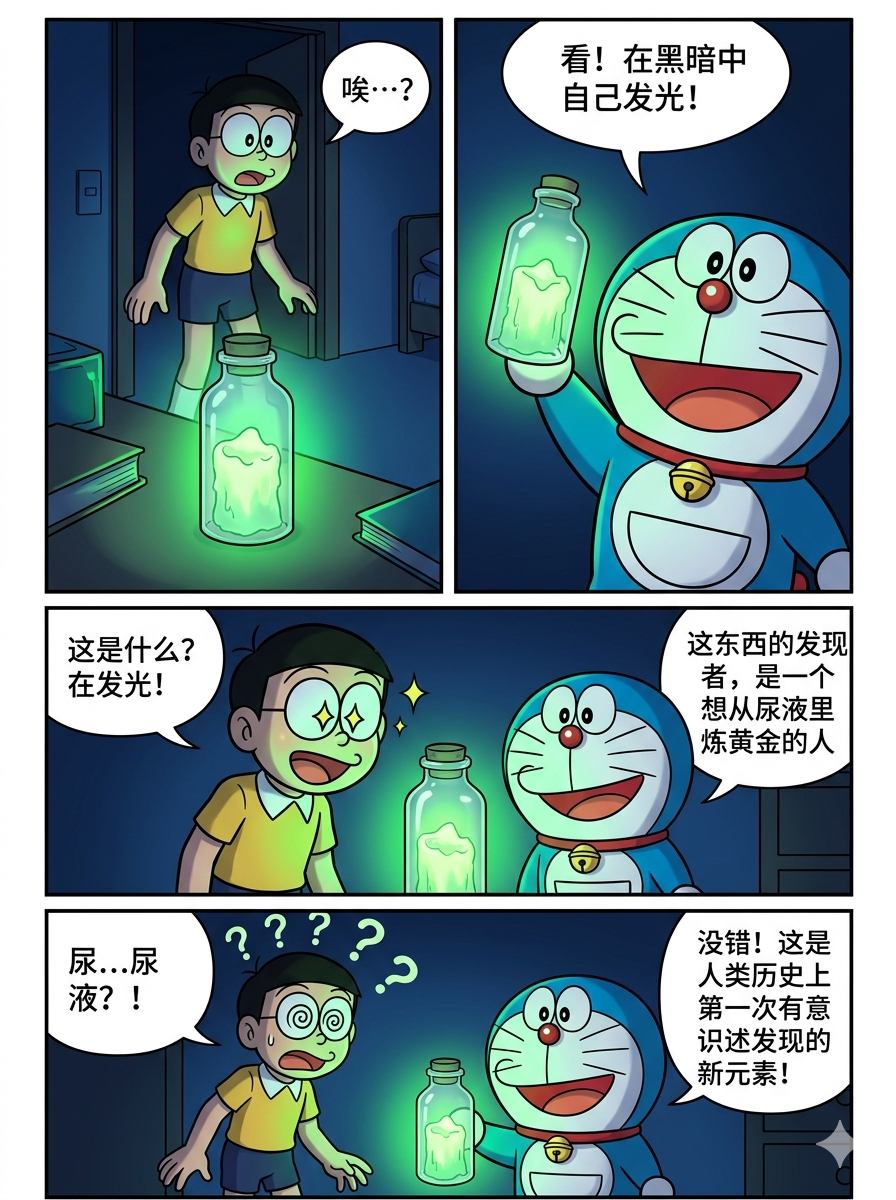 唉…?
看！在黑暗中
自己发光！
这是什么？
在发光！
这东西的发现
者，是一个
想从尿液里
炼黄金的人
尿…尿
液？！
? ? ? ? ?
没错！这是
人类历史上
第一次有意
识述发现的
新元素！